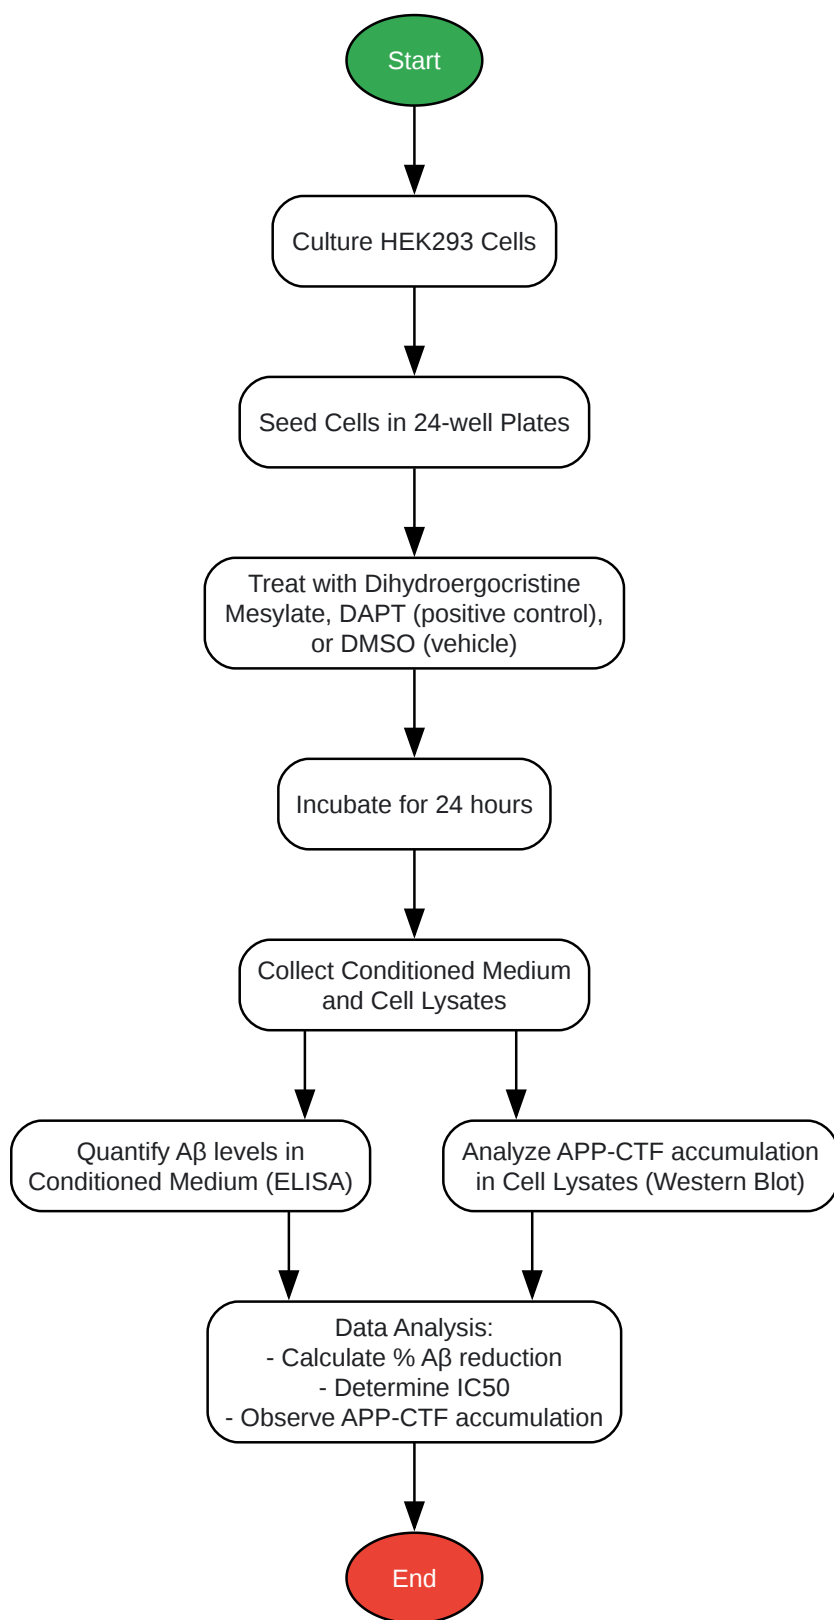 Start
Culture HEK293 Cells
Seed Cells in 24-well Plates
Treat with Dihydroergocristine
Mesylate, DAPT (positive control),
or DMSO (vehicle)
Incubate for 24 hours
Collect Conditioned Medium
and Cell Lysates
Quantify Aβ levels in
Conditioned Medium (ELISA)
Analyze APP-CTF accumulation
in Cell Lysates (Western Blot)
Data Analysis:
- Calculate % Aβ reduction
- Determine IC50
- Observe APP-CTF accumulation
End